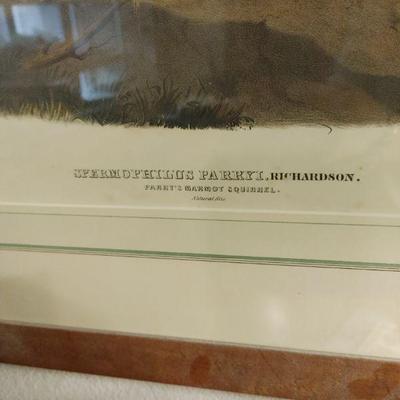 SPERMOPHILUS PARRYI, RICHARDSON.
PARRY'S MARMOT SQUIRREL.
Natural Size